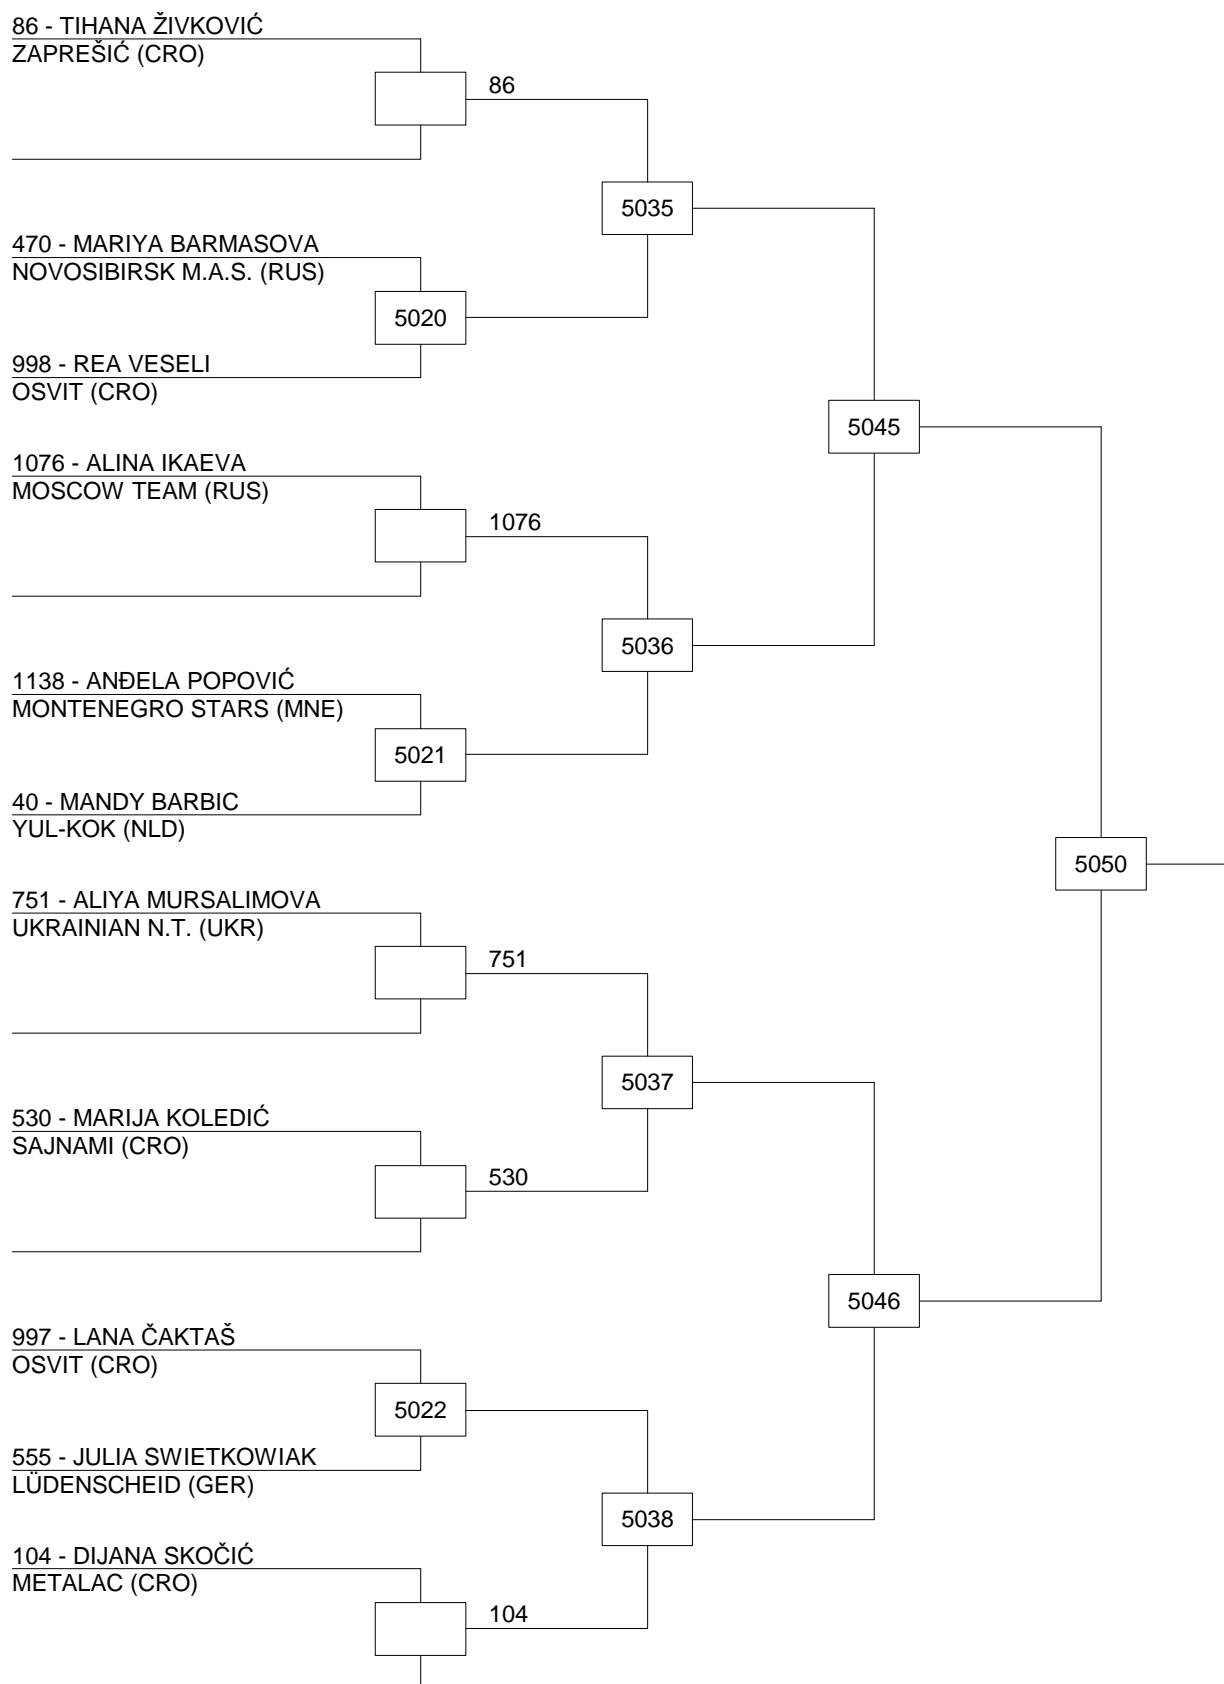 86 - TIHANA ŽIVKOVIĆ
ZAPREŠIĆ (CRO)
86
5035
470 - MARIYA BARMASOVA
NOVOSIBIRSK M.A.S. (RUS)
5020
998 - REA VESELI
OSVIT (CRO)
5045
1076 - ALINA IKAEVA
MOSCOW TEAM (RUS)
1076
5036
1138 - ANĐELA POPOVIĆ
MONTENEGRO STARS (MNE)
5021
40 - MANDY BARBIC
YUL-KOK (NLD)
5050
751 - ALIYA MURSALIMOVA
UKRAINIAN N.T. (UKR)
751
5037
530 - MARIJA KOLEDIĆ
SAJNAMI (CRO)
530
5046
997 - LANA ČAKTAŠ
OSVIT (CRO)
5022
555 - JULIA SWIETKOWIAK
LÜDENSCHEID (GER)
5038
104 - DIJANA SKOČIĆ
METALAC (CRO)
104